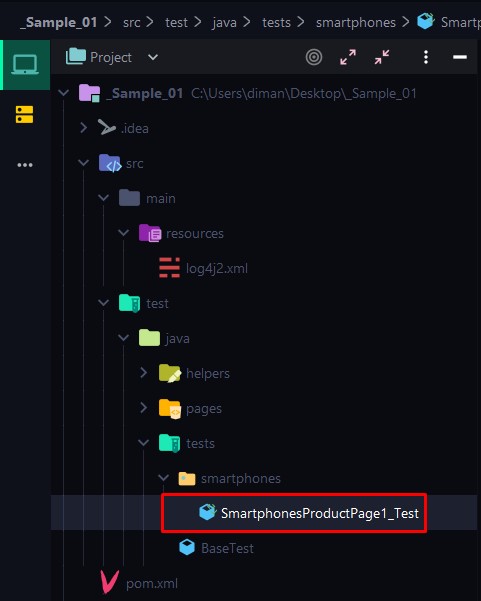 _Sample_01 > src > test > java > tests > smartphones > Smartp
Project
_Sample_01 C:\Users\diman\Desktop\_Sample_01
.idea
src
main
resources
log4j2.xml
test
java
helpers
pages
tests
smartphones
SmartphonesProductPage1_Test
BaseTest
pom.xml